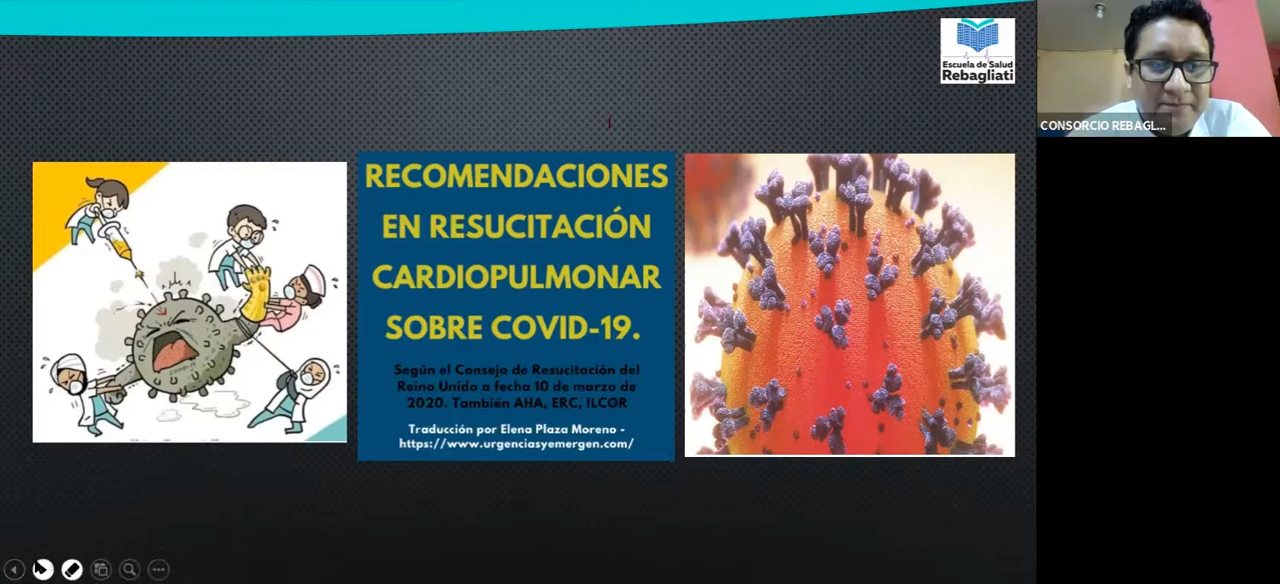 Escuela de Salud
Rebagliati
CONSORCIO REBAGL...
RECOMENDACIONES
EN RESUCITACIÓN
CARDIOPULMONAR
SOBRE COVID-19.
Según el Consejo de Resucitación del
Reino Unido a fecha 10 de marzo de
2020. También AHA, ERC, ILCOR
Traducción por Elena Plaza Moreno -
https://www.urgenciasyemergen.com/